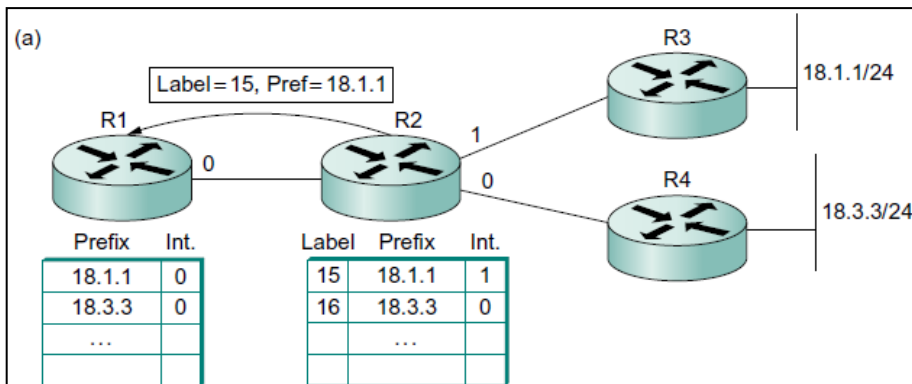 (a)
R3
18.1.1/24
Label=15, Pref=18.1.1
R1
R2
1
0
0
R4
18.3.3/24
Prefix Int.
18.1.1 0
18.3.3 0
...
Label Prefix Int.
15 18.1.1 1
16 18.3.3 0
...